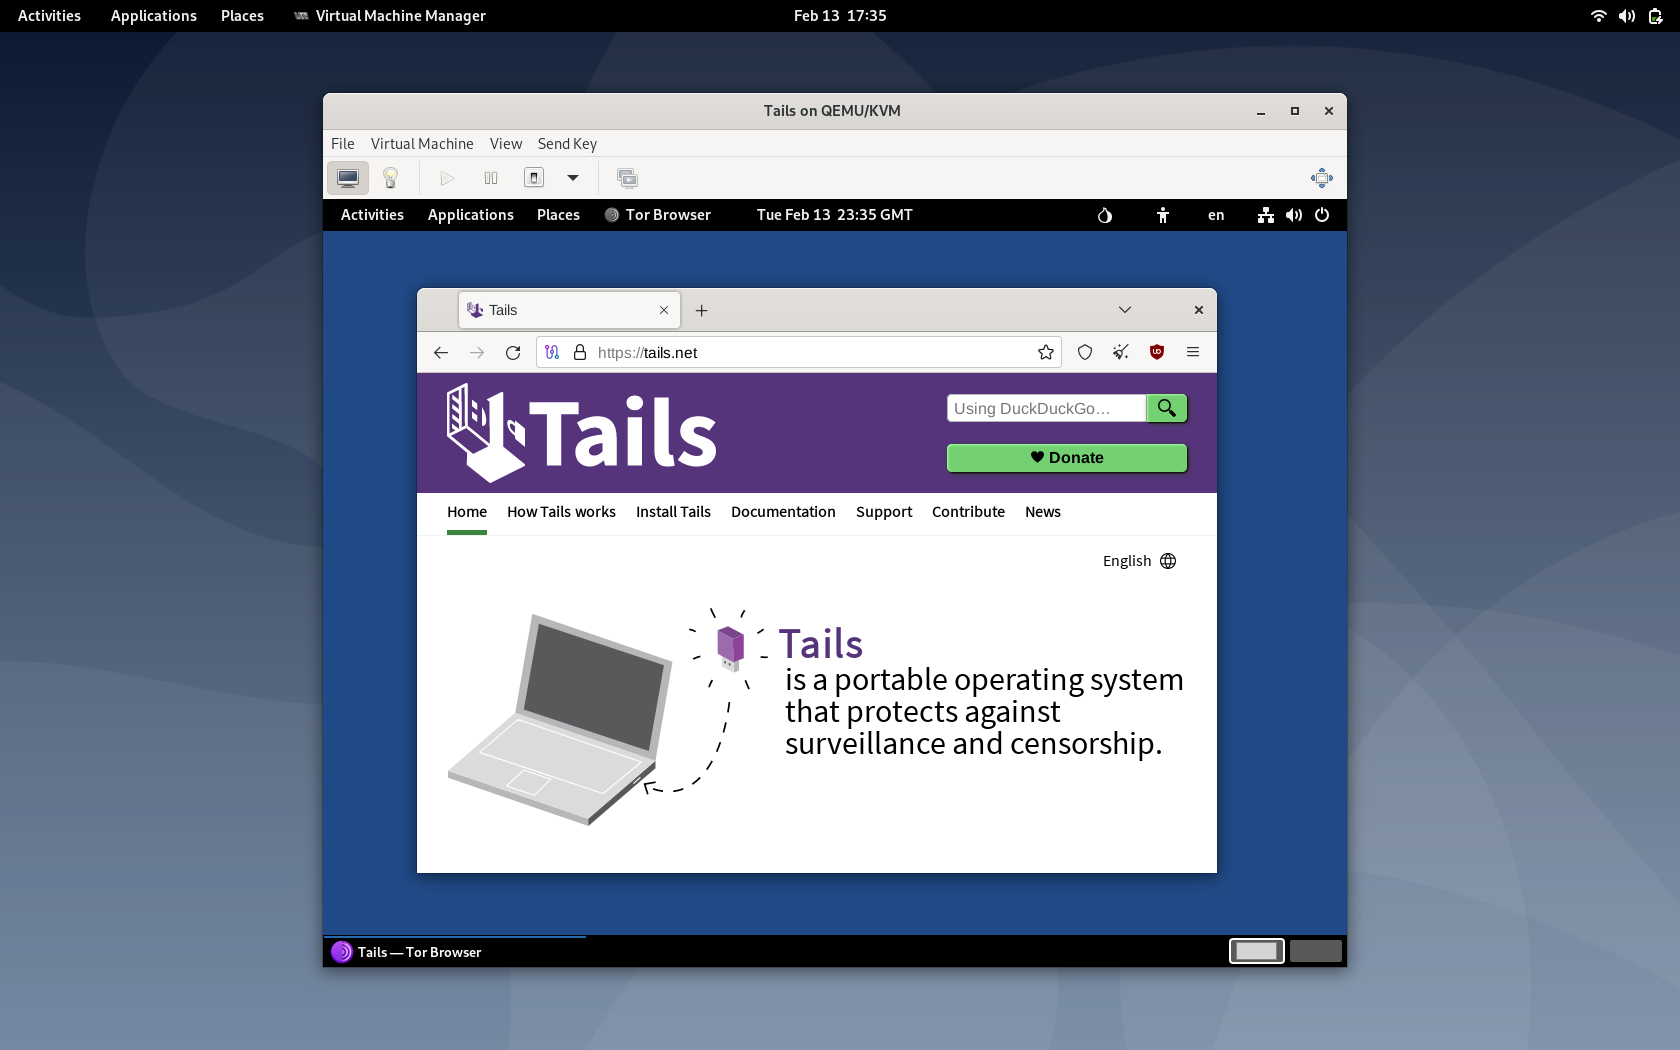 Activities Applications Places Virtual Machine Manager Feb 13 17:35
Tails on QEMU/KVM
File Virtual Machine View Send Key
Activities Applications Places Tor Browser Tue Feb 13 23:35 GMT en
Tails
https://tails.net
Tails
Using DuckDuckGo…
Donate
Home How Tails works Install Tails Documentation Support Contribute News
English
Tails
is a portable operating system
that protects against
surveillance and censorship.
Tails — Tor Browser